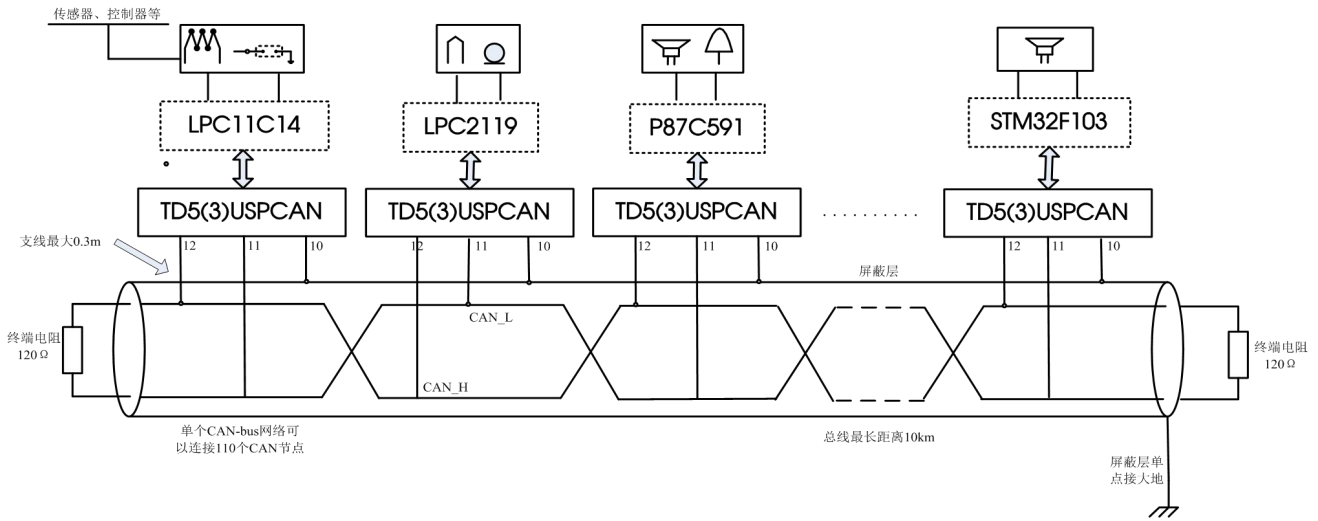 传感器、控制器等
LPC11C14
LPC2119
P87C591
STM32F103
TD5(3)USPCAN
TD5(3)USPCAN
TD5(3)USPCAN
..........
TD5(3)USPCAN
12 11 10
12 11 10
12 11 10
12 11 10
支线最大0.3m
屏蔽层
CAN_L
终端电阻
120Ω
终端电阻
120Ω
CAN_H
单个CAN-bus网络可
以连接110个CAN节点
总线最长距离10km
屏蔽层单
点接大地